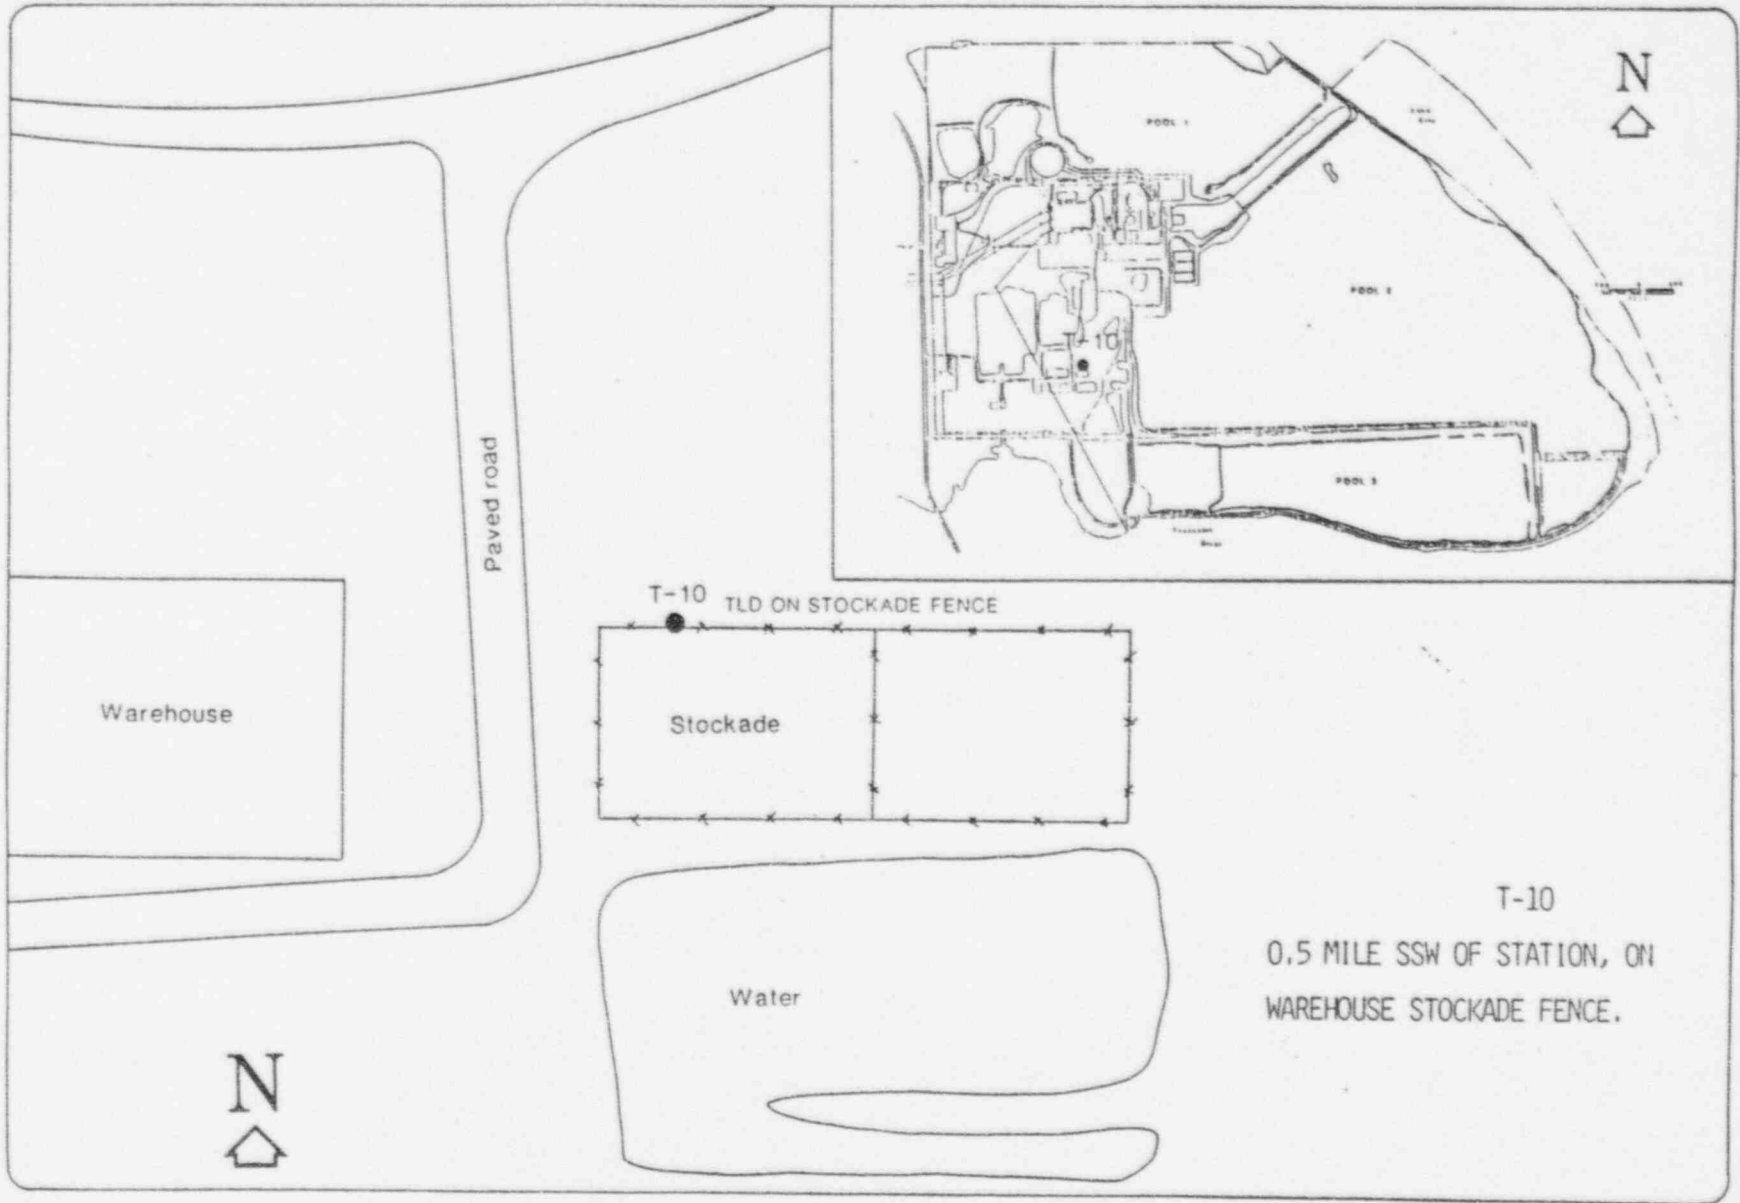 N
POOL 1
POOL 2
T-10
POOL 3
Paved road
T-10 TLD ON STOCKADE FENCE
Warehouse
Stockade
T-10
0.5 MILE SSW OF STATION, ON
WAREHOUSE STOCKADE FENCE.
Water
N